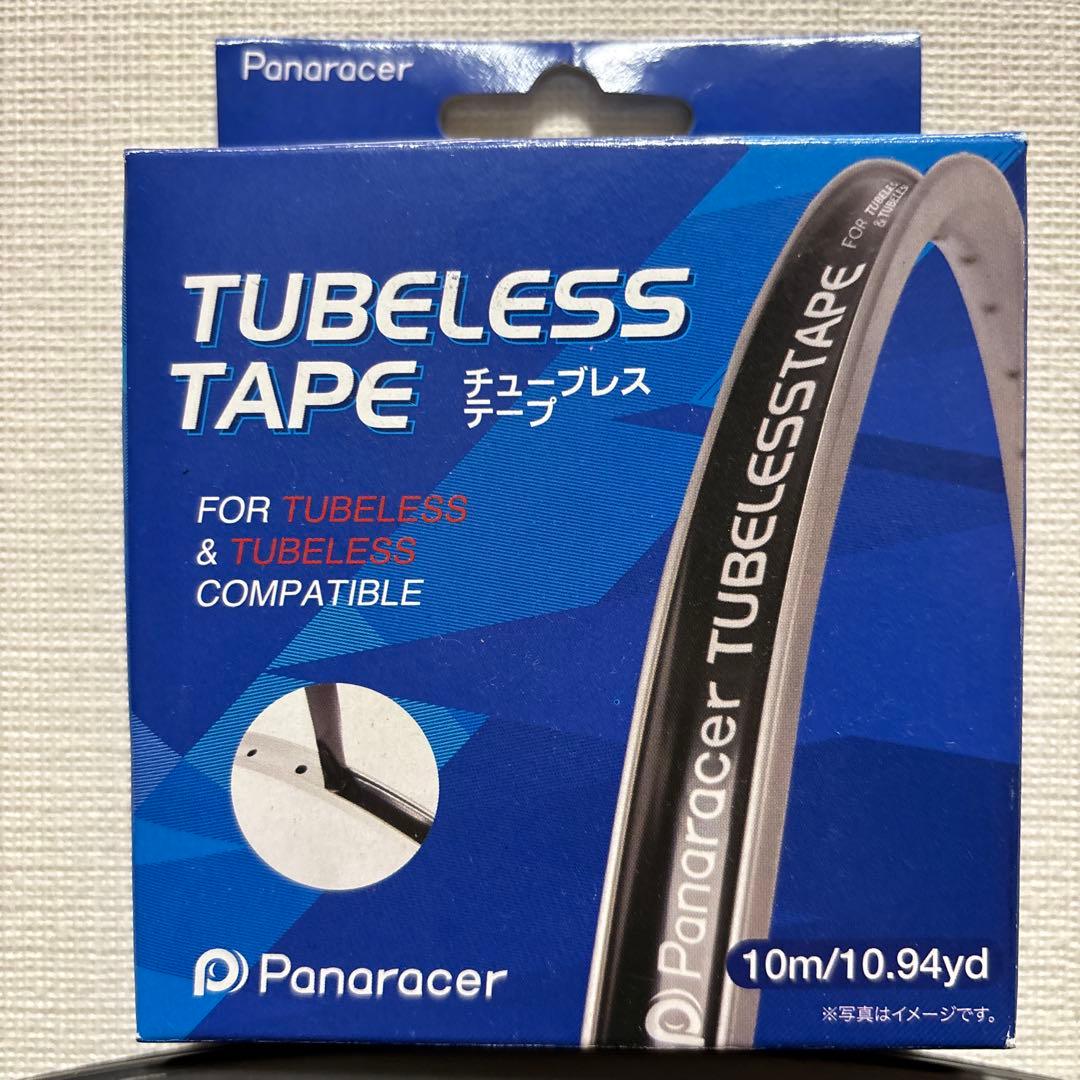 Panaracer
TUBELESS
TAPE
チューブレス
テープ
FOR TUBELESS
& TUBELESS
COMPATIBLE
Panaracer TUBELESSTAPE FOR TUBELESS
& TUBELESS
Panaracer
10m/10.94yd
※写真はイメージです。